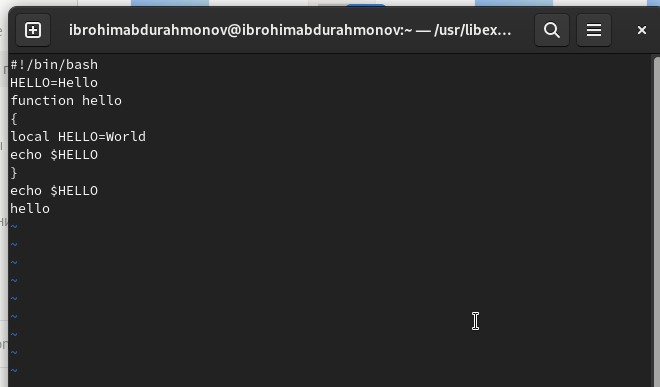 ibrohimabdurahmonov@ibrohimabdurahmonov:~ — /usr/libex...
#!/bin/bash
HELLO=Hello
function hello
{
local HELLO=World
echo $HELLO
}
echo $HELLO
hello
~
~
~
~
~
~
~
~
~